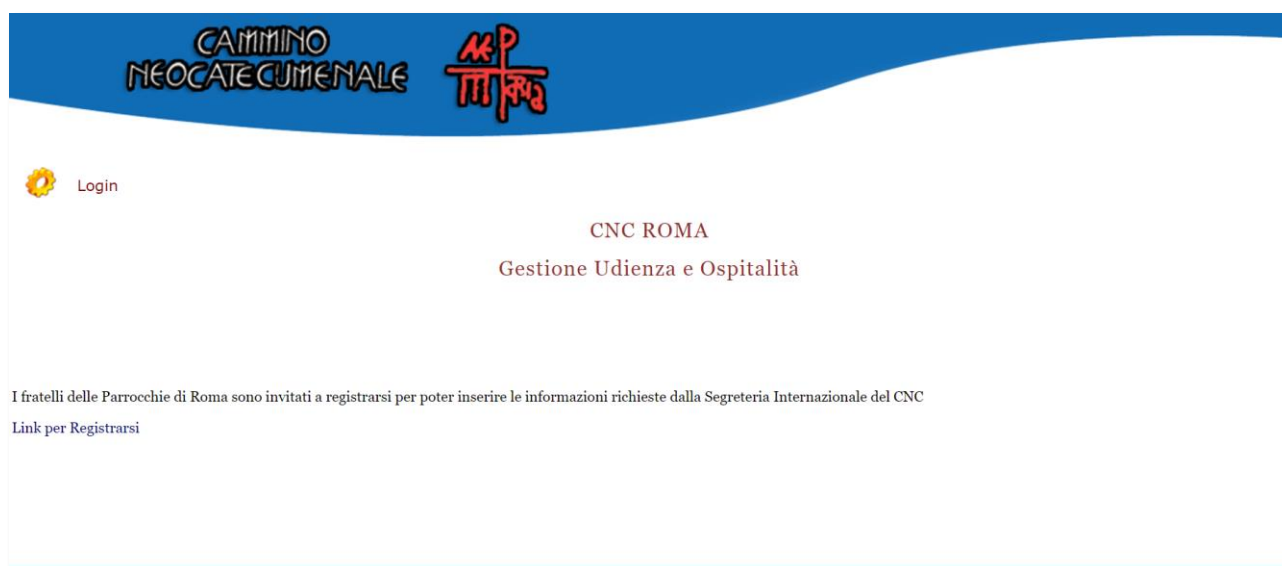 CAMMINO
NEOCATECUMENALE
Login
CNC ROMA
Gestione Udienza e Ospitalità
I fratelli delle Parrocchie di Roma sono invitati a registrarsi per poter inserire le informazioni richieste dalla Segreteria Internazionale del CNC
Link per Registrarsi